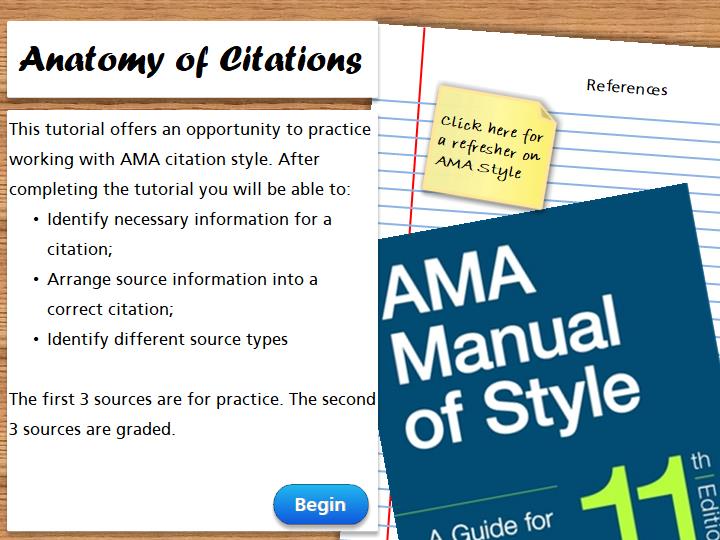 Anatomy of Citations
This tutorial offers an opportunity to practice
working with AMA citation style. After
completing the tutorial you will be able to:
• Identify necessary information for a
citation;
• Arrange source information into a
correct citation;
• Identify different source types
The first 3 sources are for practice. The second
3 sources are graded.
Begin
References
Click here for
a refresher on
AMA Style
AMA
Manual
of Style
11th Editio
A Guide for